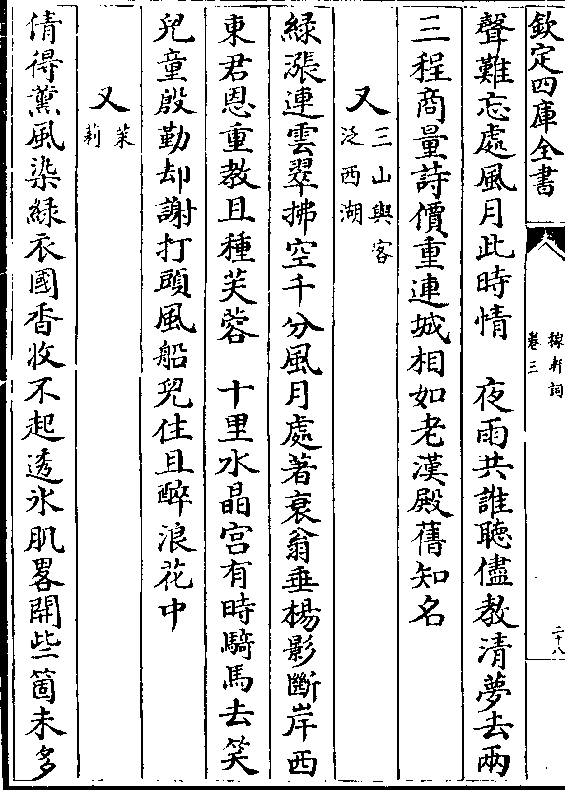 欽定四庫全書
稼軒詞
卷三
二十八
聲難忘處風月此時情　夜雨共誰聽儘教清夢去兩
三程商量詩價重連城相如老漢殿舊知名
又三山與客泛西湖
綠漲連雲翠拂空千分風月處著衰翁垂楊影斷岸西
東君恩重教且種芙蓉　十里水晶宫有時騎馬去笑
兒童殷勤却謝打頭風船兒住且醉浪花中
又茉莉
倩得薰風染綠衣國香收不起透氷肌畧開些箇未多